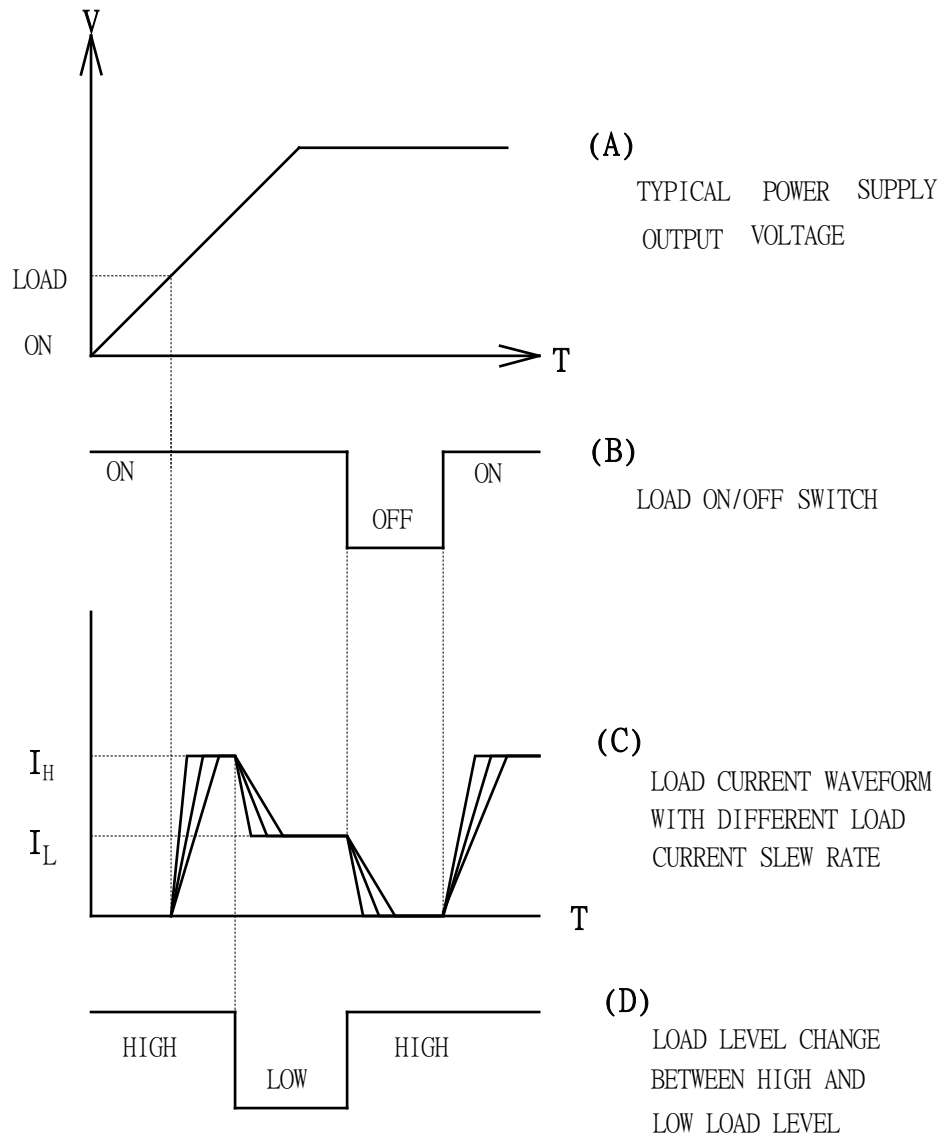 V
(A)
TYPICAL POWER SUPPLY
OUTPUT VOLTAGE
LOAD
ON
T
(B)
ON
ON
LOAD ON/OFF SWITCH
OFF
(C)
I_H
LOAD CURRENT WAVEFORM
WITH DIFFERENT LOAD
I_L
CURRENT SLEW RATE
T
(D)
HIGH
HIGH
LOAD LEVEL CHANGE
LOW
BETWEEN HIGH AND
LOW LOAD LEVEL